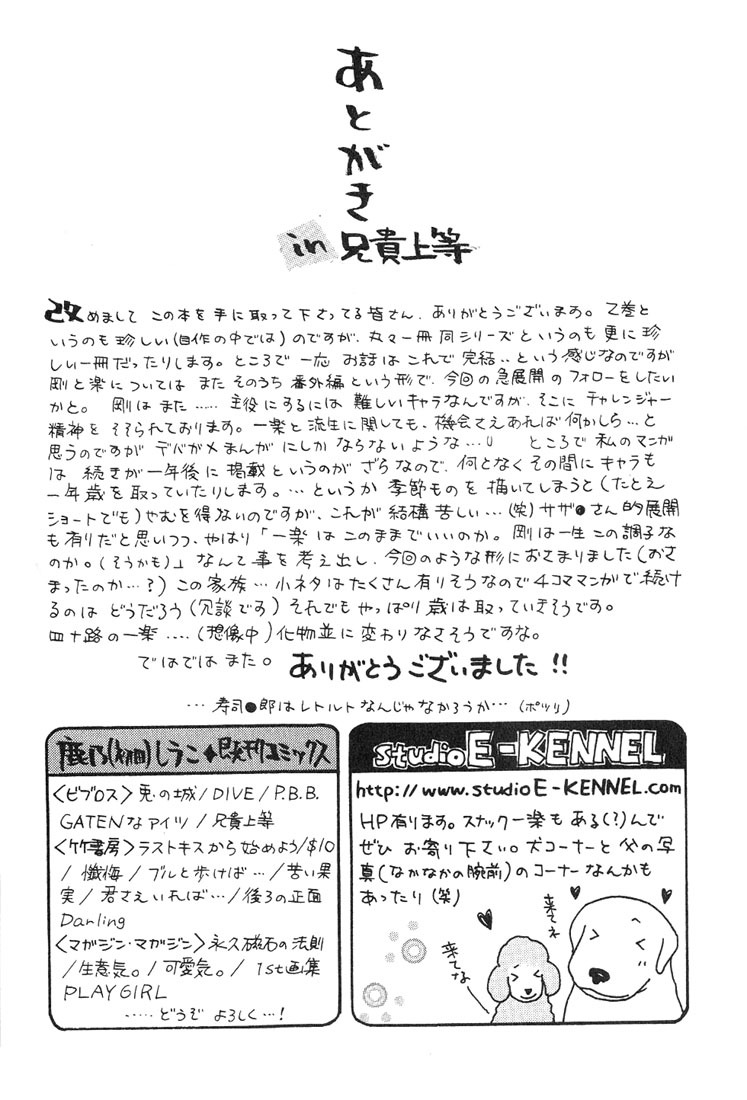 あとがき
in 兄貴上等
改めまして この本を手に取って下さってる皆さん、ありがとうございます。2巻と
いうのも珍しい(自作の中では)のですが、丸々一冊同シリーズというのも更に珍
しい一冊だったりします。ところで一応 お話はこれで完結‥という感じなのですが
剛と楽については またそのうち番外編という形で、今回の急展開のフォローをしたい
かと。 剛はまた……主役にするには 難しいキャラなんですが、そこに チャレンジャー
精神を そそられております。一楽と流生に関しても、機会さえあれば何かしら…と
思うのですが デバガメまんがにしか ならないような… ところで私のマンガ
は 続きが一年後に掲載というのが ざらなので、何となくその間にキャラも
一年歳を取っていたりします。…というか 季節ものを描いてしまうと(たとえ
ショートでも)やむを得ないのですが、これが結構苦しい…(笑)サザ●さん的展開
も有りだと思いつつ、やはり「一楽はこのままでいいのか。剛は一生この調子な
のか。(そうかも)」なんて事を考え出し、今回のような形におさまりました(おさ
まったのか…?)この家族…小ネタはたくさん有りそうなので4コママンガで続け
るのは どうだろう(冗談です)それでもやっぱり歳は取っていきそうです。
四十路の一楽‥‥(想像中)化物並に変わりなさそうですな。
ではでは また。 ありがとうございました!!
…寿司●郎はレトルトなんじゃなかろうか…(ポツリ)
鹿乃(初回)しうこ◆既刊コミックス
<ビブロス>兎の城/DIVE/P.B.B.
GATENなアイツ/兄貴上等
<竹書房>ラストキスから始めよう/$10
/懺悔/ブルと歩けば…/苦い果
実/君さえいれば…/後ろの正面
Darling
<マガジン・マガジン>永久磁石の法則
/生意気。/可愛気。/1st画集
PLAY GIRL
‥‥‥どうぞ よろしく…!
studio E-KENNEL
http://www.studioE-KENNEL.com
HP有ります。スナック一楽も ある(?)んで
ぜひ お寄り下さい。犬コーナーと父の写
真(なかなかの腕前)のコーナーなんかも
あったり(笑)
来てネ
来てな